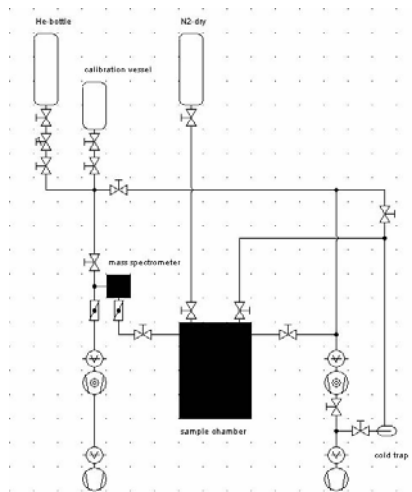 He-bottle
N2-dry
calibration vessel
mass spectrometer
sample chamber
cold trap